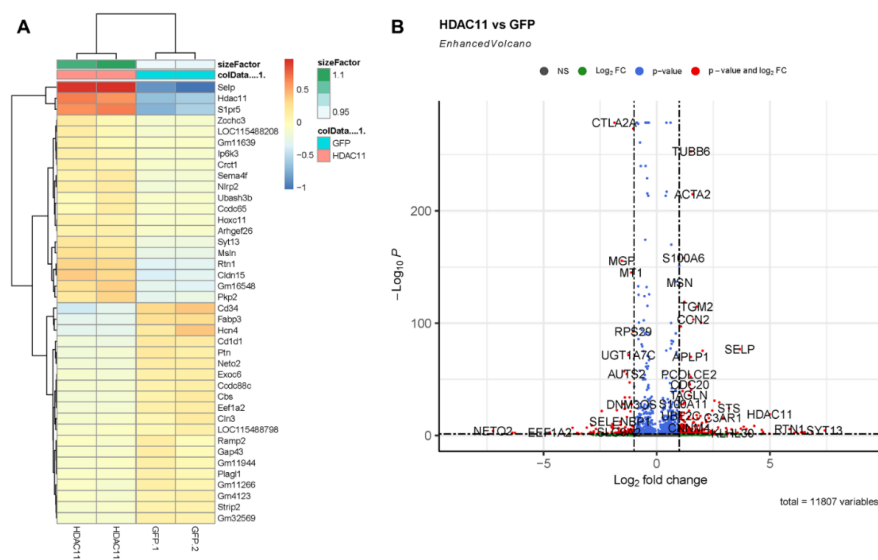 A
sizeFactor
colData....1.
Selp
Hdac11
S1pr5
Zcchc3
LOC115488208
Gm11639
Ip6k3
Crct1
Sema4f
Nlrp2
Ubash3b
Ccdc65
Hoxc11
Arhgef26
Syt13
Msln
Rtn1
Cldn15
Gm16548
Pkp2
Cd34
Fabp3
Hcn4
Cd1d1
Ptn
Neto2
Exoc6
Ccdc88c
Cbs
Eef1a2
Cln3
LOC115488798
Ramp2
Gap43
Gm11944
Plagl1
Gm11266
Gm4123
Strip2
Gm32569
HDAC11
HDAC11
GFP.1
GFP.2
0.5
0
−0.5
−1
sizeFactor
1.1
0.95
colData....1.
GFP
HDAC11
B
HDAC11 vs GFP
EnhancedVolcano
NS
Log₂ FC
p−value
p − value and log₂ FC
−Log₁₀ P
300
200
100
0
CTLA2A
TUBB6
ACTA2
S100A6
MGP
MT1
MSN
TGM2
CCN2
RPS29
SELP
UGT1A7C
APLP1
AUTS2
PCOLCE2
CDC20
TAGLN
DNM3OS
S100A11
STS
UBE2C
C3AR1
HDAC11
SELENBP1
NETO2
EEF1A2
KLHL30
RTN1
SYT13
−5
0
5
Log₂ fold change
total = 11807 variables